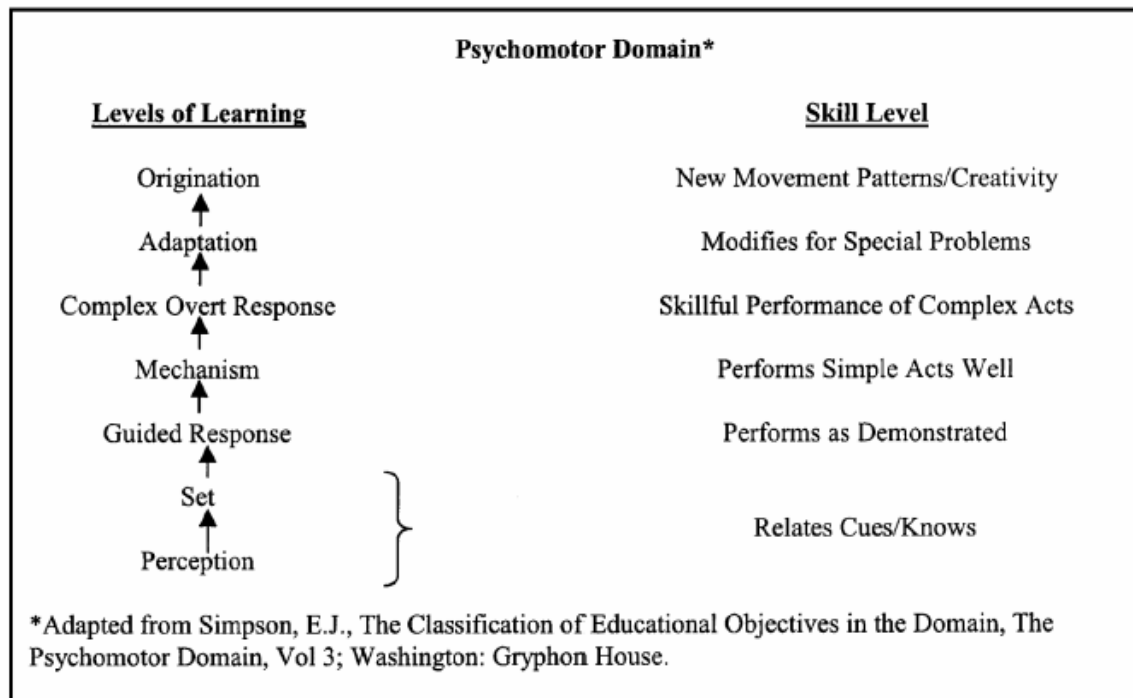 Psychomotor Domain*
Levels of Learning Skill Level
Origination New Movement Patterns/Creativity
Adaptation Modifies for Special Problems
Complex Overt Response Skillful Performance of Complex Acts
Mechanism Performs Simple Acts Well
Guided Response Performs as Demonstrated
Set
Relates Cues/Knows
Perception
*Adapted from Simpson, E.J., The Classification of Educational Objectives in the Domain, The
Psychomotor Domain, Vol 3; Washington: Gryphon House.